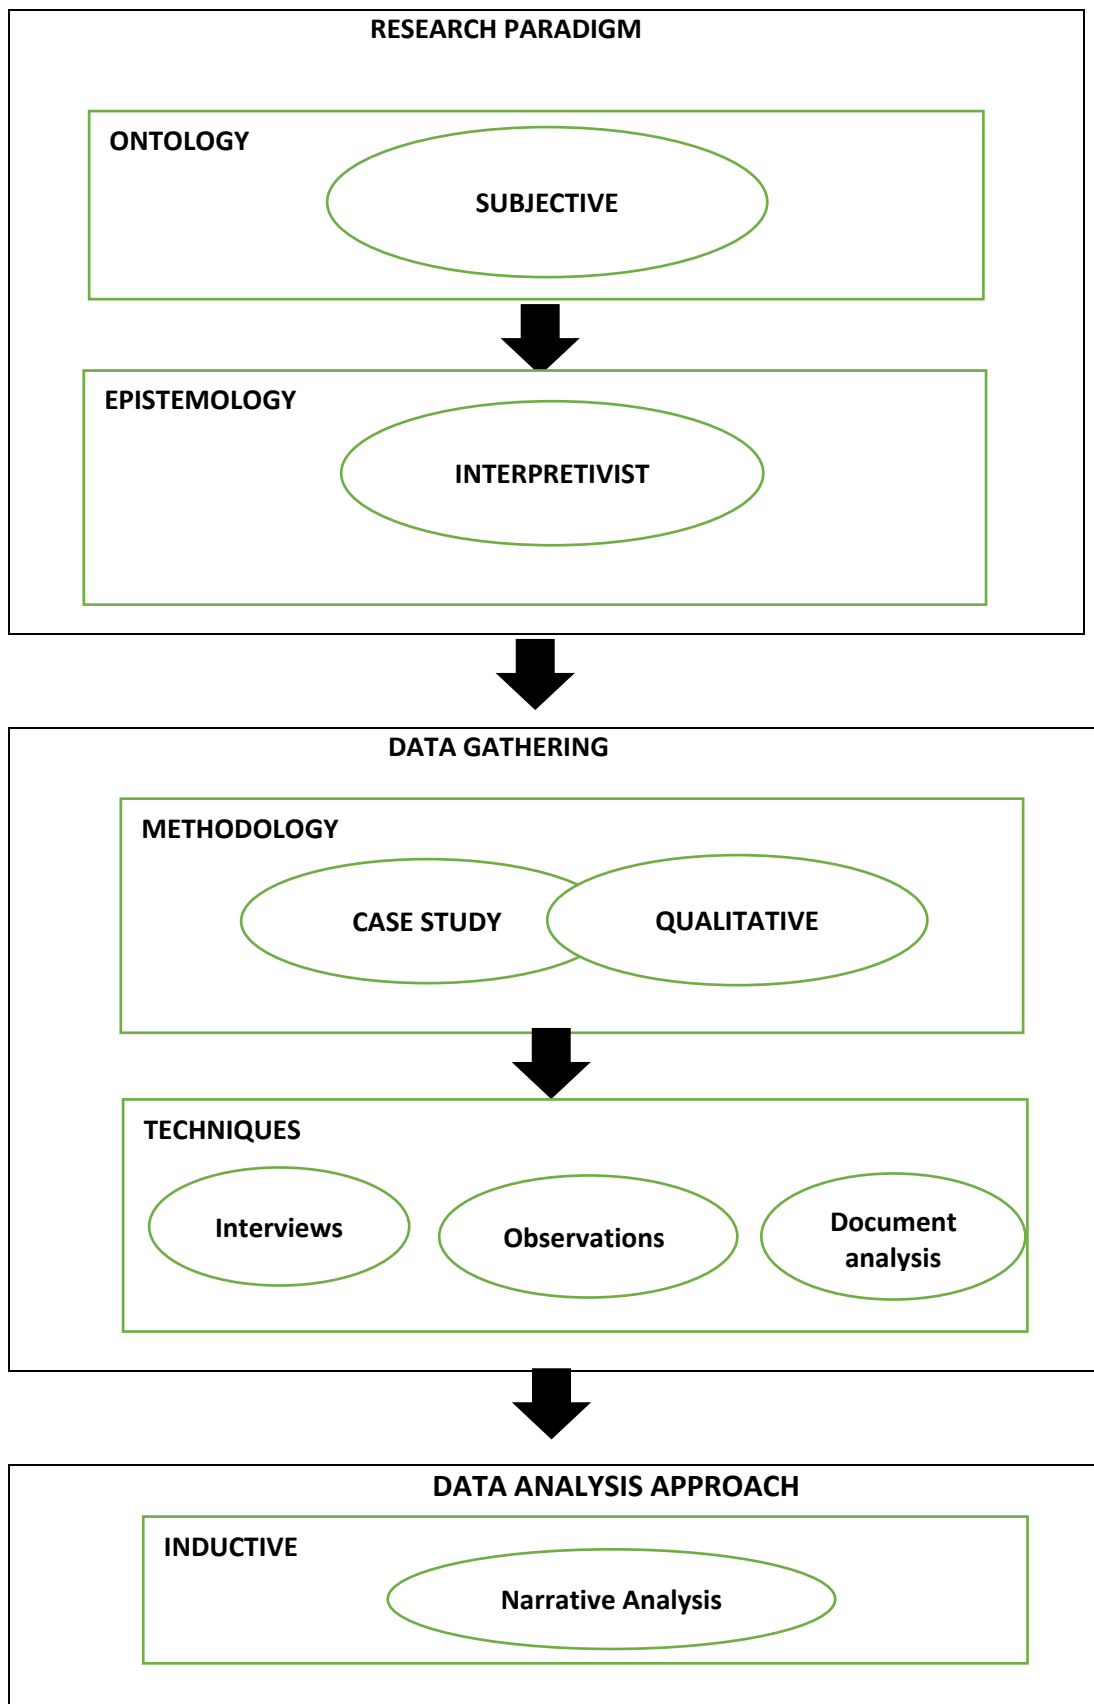 RESEARCH PARADIGM
ONTOLOGY
SUBJECTIVE
EPISTEMOLOGY
INTERPRETIVIST
DATA GATHERING
METHODOLOGY
CASE STUDY
QUALITATIVE
TECHNIQUES
Interviews
Observations
Document
analysis
DATA ANALYSIS APPROACH
INDUCTIVE
Narrative Analysis